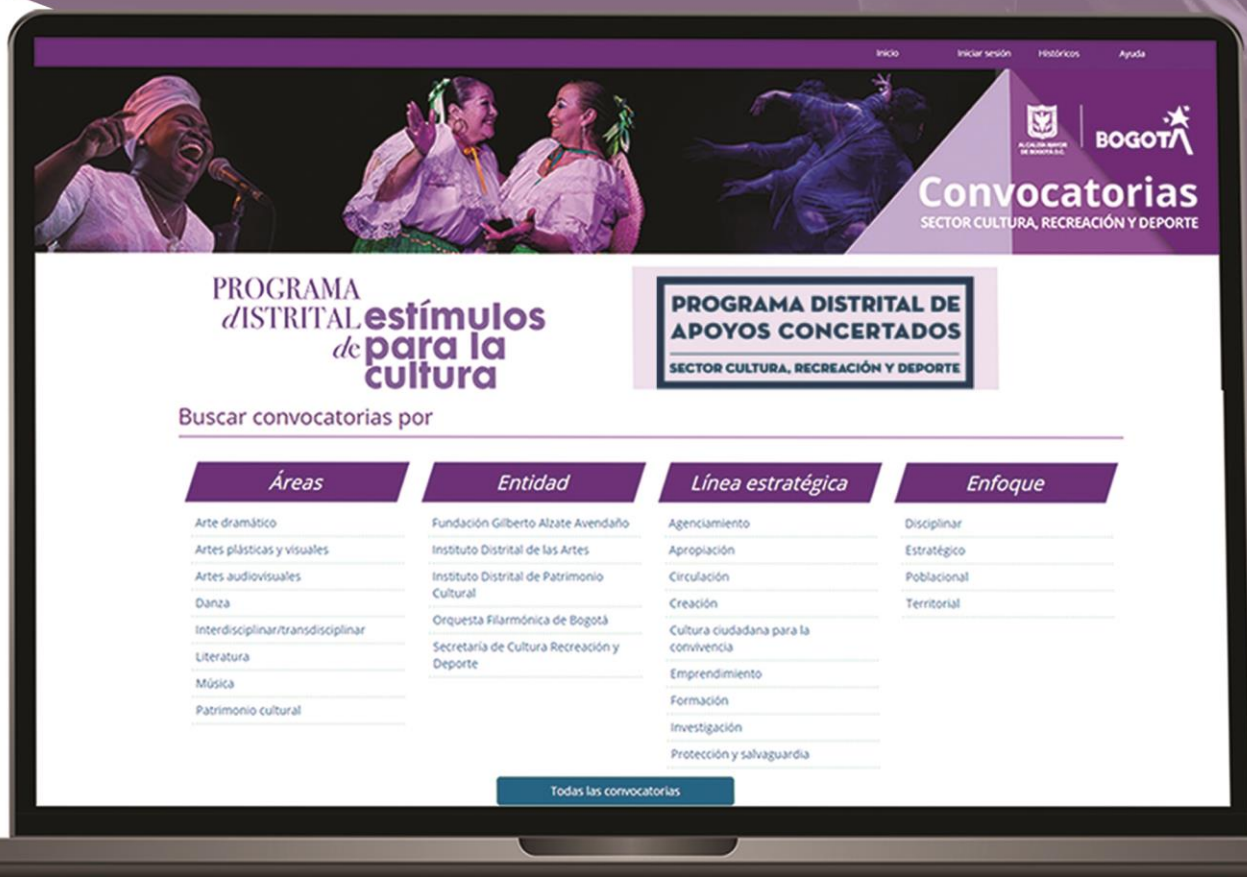 Inicio
Iniciar sesión
Históricos
Ayuda
ALCALDÍA MAYOR
DE BOGOTÁ D.C.
BOGOTÁ
Convocatorias
SECTOR CULTURA, RECREACIÓN Y DEPORTE
PROGRAMA
dISTRITAL estímulos
de para la
cultura
PROGRAMA DISTRITAL DE
APOYOS CONCERTADOS
SECTOR CULTURA, RECREACIÓN Y DEPORTE
Buscar convocatorias por
Áreas
Arte dramático
Artes plásticas y visuales
Artes audiovisuales
Danza
Interdisciplinar/transdisciplinar
Literatura
Música
Patrimonio cultural
Entidad
Fundación Gilberto Alzate Avendaño
Instituto Distrital de las Artes
Instituto Distrital de Patrimonio
Cultural
Orquesta Filarmónica de Bogotá
Secretaría de Cultura Recreación y
Deporte
Línea estratégica
Agenciamiento
Apropiación
Circulación
Creación
Cultura ciudadana para la
convivencia
Emprendimiento
Formación
Investigación
Protección y salvaguardia
Enfoque
Disciplinar
Estratégico
Poblacional
Territorial
Todas las convocatorias